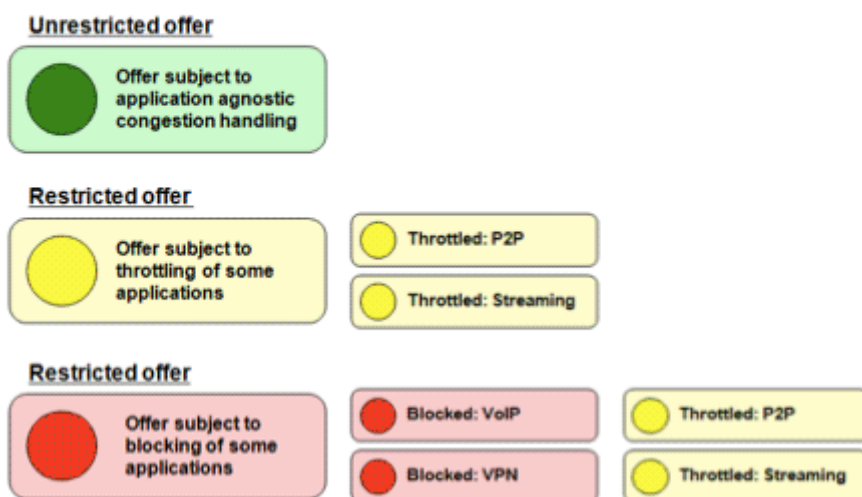 Unrestricted offer
Offer subject to
application agnostic
congestion handling
Restricted offer
Offer subject to
throttling of some
applications
Throttled: P2P
Throttled: Streaming
Restricted offer
Offer subject to
blocking of some
applications
Blocked: VoIP
Blocked: VPN
Throttled: P2P
Throttled: Streaming